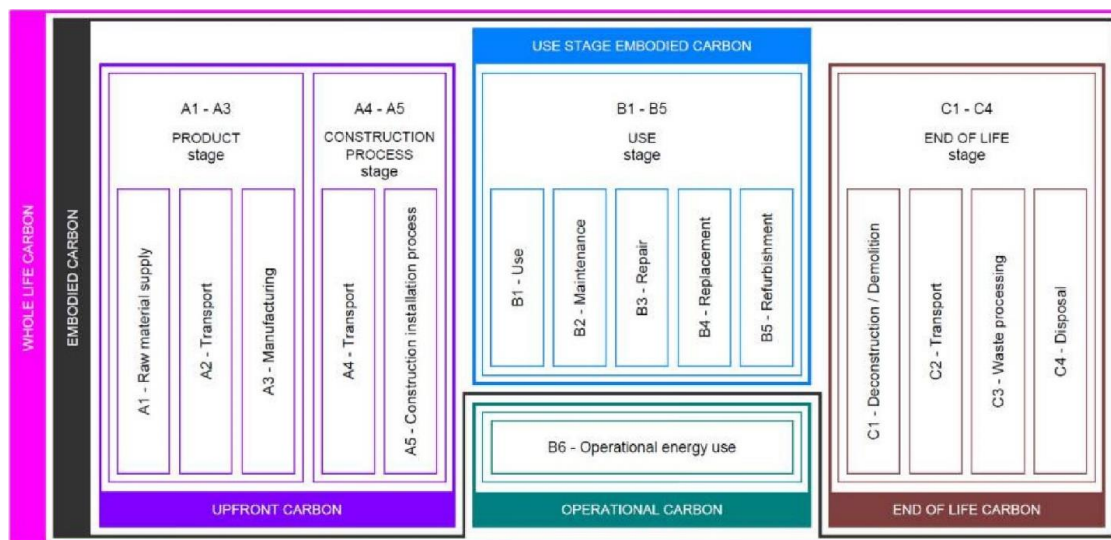 WHOLE LIFE CARBON
EMBODIED CARBON
USE STAGE EMBODIED CARBON
A1 - A3
PRODUCT
stage
A1 - Raw material supply
A2 - Transport
A3 - Manufacturing
A4 - A5
CONSTRUCTION
PROCESS
stage
A4 - Transport
A5 - Construction installation process
UPFRONT CARBON
B1 - B5
USE
stage
B1 - Use
B2 - Maintenance
B3 - Repair
B4 - Replacement
B5 - Refurbishment
B6 - Operational energy use
OPERATIONAL CARBON
C1 - C4
END OF LIFE
stage
C1 - Deconstruction / Demolition
C2 - Transport
C3 - Waste processing
C4 - Disposal
END OF LIFE CARBON